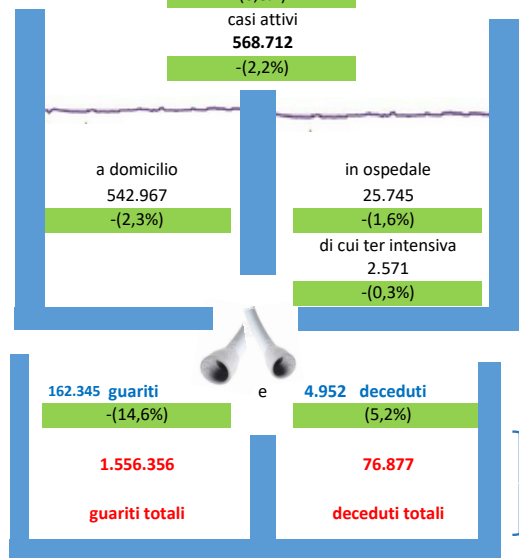 casi attivi
568.712
-(2,2%)
a domicilio
542.967
-(2,3%)
in ospedale
25.745
-(1,6%)
di cui ter intensiva
2.571
-(0,3%)
162.345 guariti
-(14,6%)
e
4.952 deceduti
(5,2%)
1.556.356
guariti totali
76.877
deceduti totali